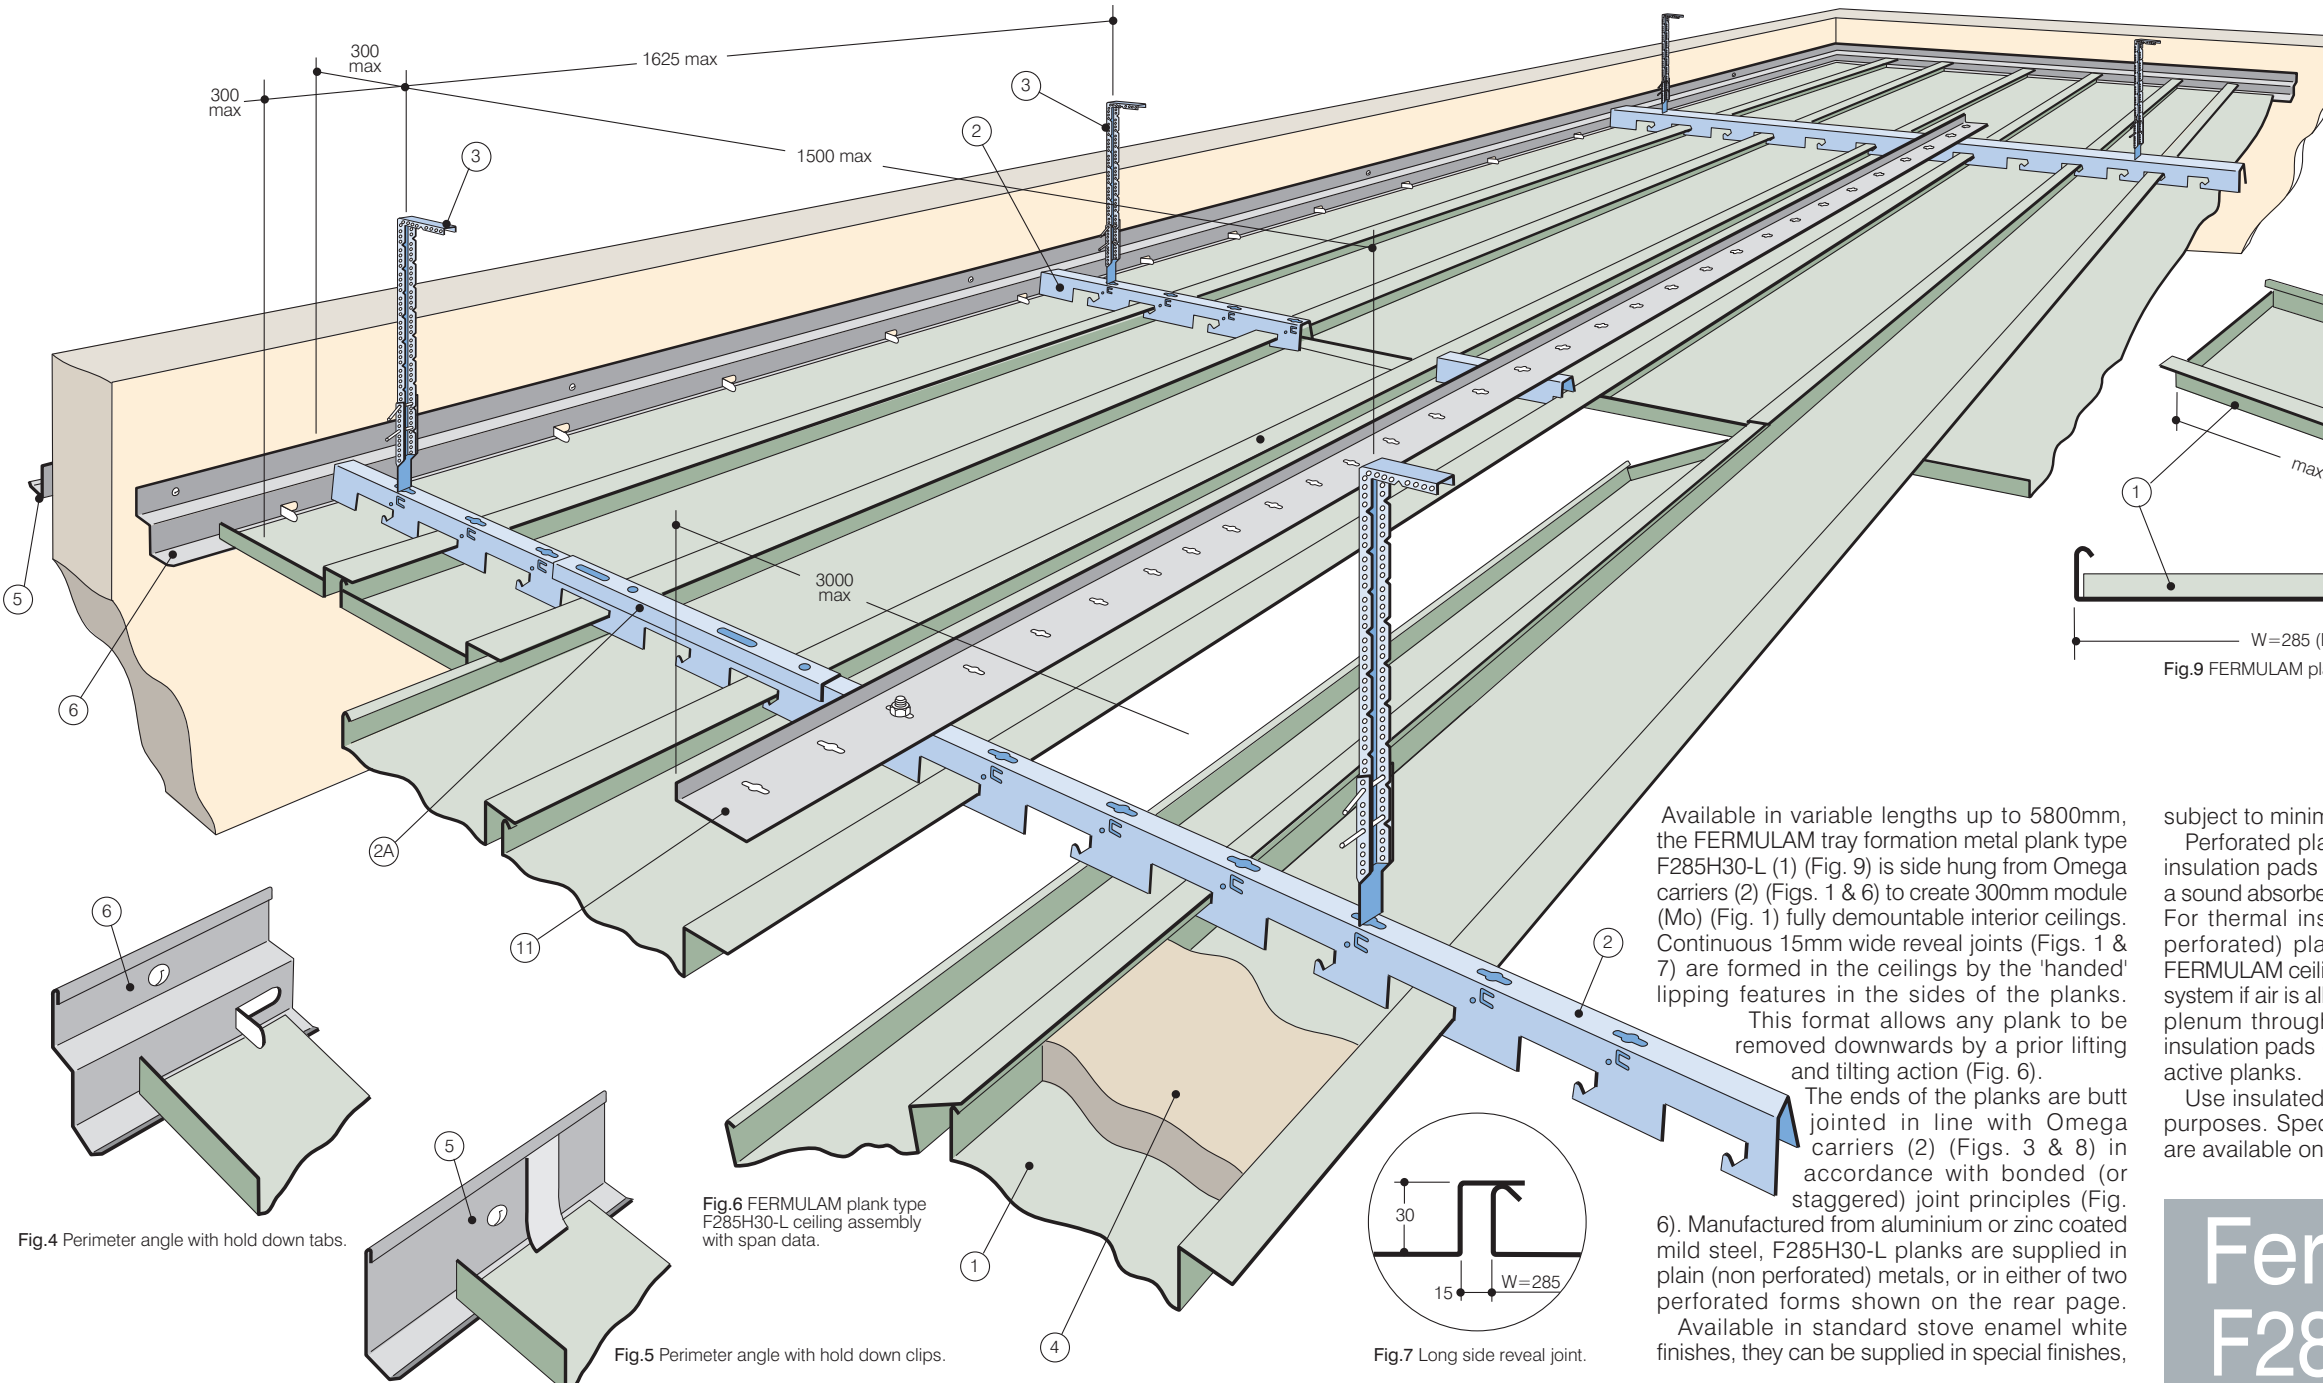 300
max
300
max
1625 max
1500 max
3
3
2
5
6
3000
max
2A
11
2
1
max
1
W=285 (
Fig.9 FERMULAM pl
6
Fig.4 Perimeter angle with hold down tabs.
5
Fig.5 Perimeter angle with hold down clips.
Fig.6 FERMULAM plank type
F285H30-L ceiling assembly
with span data.
1
4
30
15
W=285
Fig.7 Long side reveal joint.
Available in variable lengths up to 5800mm,
the FERMULAM tray formation metal plank type
F285H30-L (1) (Fig. 9) is side hung from Omega
carriers (2) (Figs. 1 & 6) to create 300mm module
(Mo) (Fig. 1) fully demountable interior ceilings.
Continuous 15mm wide reveal joints (Figs. 1 &
7) are formed in the ceilings by the 'handed'
lipping features in the sides of the planks.
This format allows any plank to be
removed downwards by a prior lifting
and tilting action (Fig. 6).
The ends of the planks are butt
jointed in line with Omega
carriers (2) (Figs. 3 & 8) in
accordance with bonded (or
staggered) joint principles (Fig.
6). Manufactured from aluminium or zinc coated
mild steel, F285H30-L planks are supplied in
plain (non perforated) metals, or in either of two
perforated forms shown on the rear page.
Available in standard stove enamel white
finishes, they can be supplied in special finishes,
subject to minim
Perforated pla
insulation pads
a sound absorbe
For thermal ins
perforated) pla
FERMULAM ceili
system if air is al
plenum through
insulation pads
active planks.
Use insulated
purposes. Spec
are available on
Fer
F28